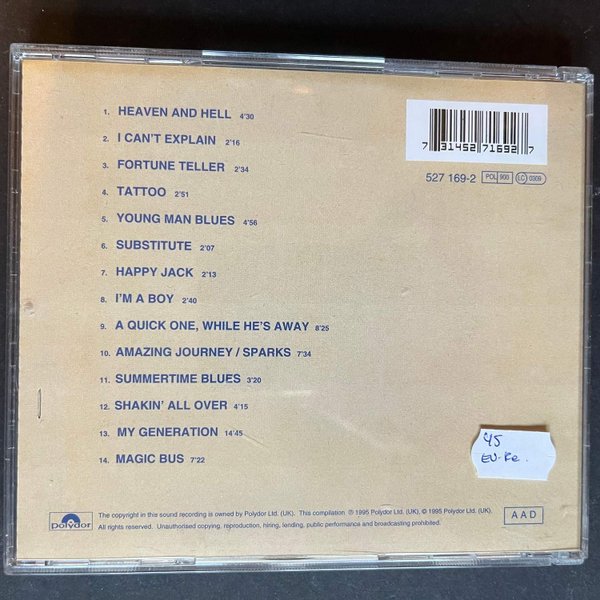 1. HEAVEN AND HELL 4'30
2. I CAN'T EXPLAIN 2'16
3. FORTUNE TELLER 2'34
4. TATTOO 2'51
5. YOUNG MAN BLUES 4'56
6. SUBSTITUTE 2'07
7. HAPPY JACK 2'13
8. I'M A BOY 2'40
9. A QUICK ONE, WHILE HE'S AWAY 8'25
10. AMAZING JOURNEY / SPARKS 7'34
11. SUMMERTIME BLUES 3'20
12. SHAKIN' ALL OVER 4'15
13. MY GENERATION 14'45
14. MAGIC BUS 7'22
7 31452 71692 7
527 169-2 POL 900 LC 0309
45
EU-Re.
polydor
The copyright in this sound recording is owned by Polydor Ltd. (UK). This compilation ℗ 1995 Polydor Ltd. (UK), © 1995 Polydor Ltd. (UK).
All rights reserved. Unauthorised copying, reproduction, hiring, lending, public performance and broadcasting prohibited.
AAD